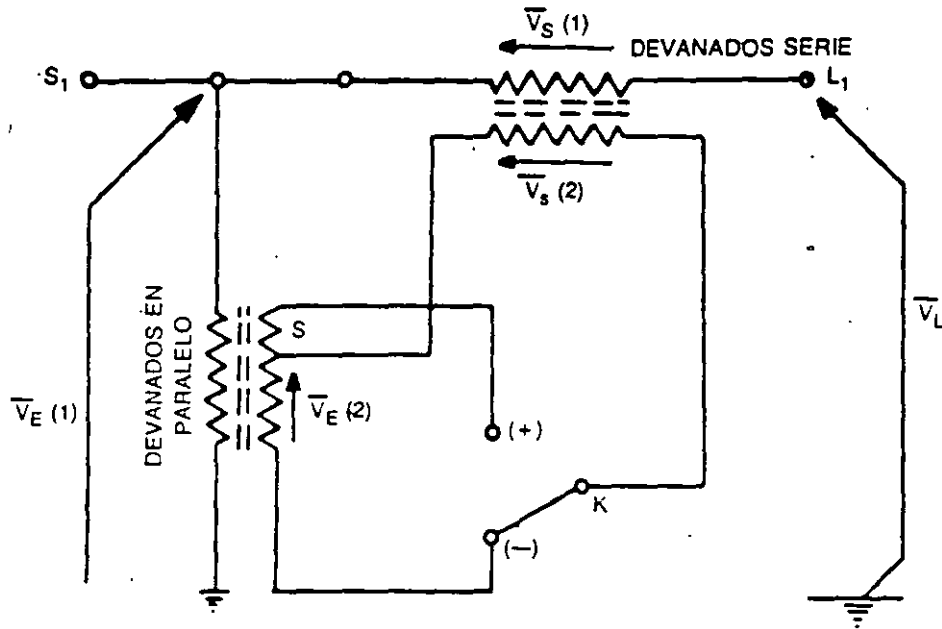 V̅S (1)
DEVANADOS SERIE
S1
L1
V̅s (2)
DEVANADOS EN
PARALELO
S
V̅L
V̅E (1)
V̅E (2)
(+)
K
(—)